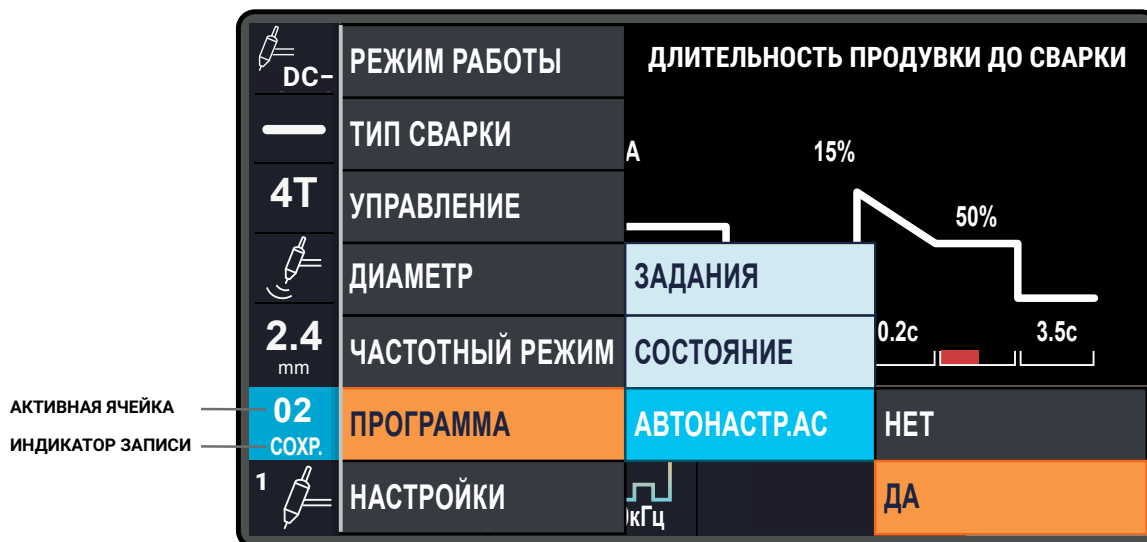 DC–
РЕЖИМ РАБОТЫ
ДЛИТЕЛЬНОСТЬ ПРОДУВКИ ДО СВАРКИ
ТИП СВАРКИ
A
15%
4T
УПРАВЛЕНИЕ
50%
ДИАМЕТР
ЗАДАНИЯ
2.4
mm
ЧАСТОТНЫЙ РЕЖИМ
СОСТОЯНИЕ
0.2с
3.5с
АКТИВНАЯ ЯЧЕЙКА
02
ПРОГРАММА
АВТОНАСТР.АС
НЕТ
ИНДИКАТОР ЗАПИСИ
СОХР.
1
НАСТРОЙКИ
кГц
ДА